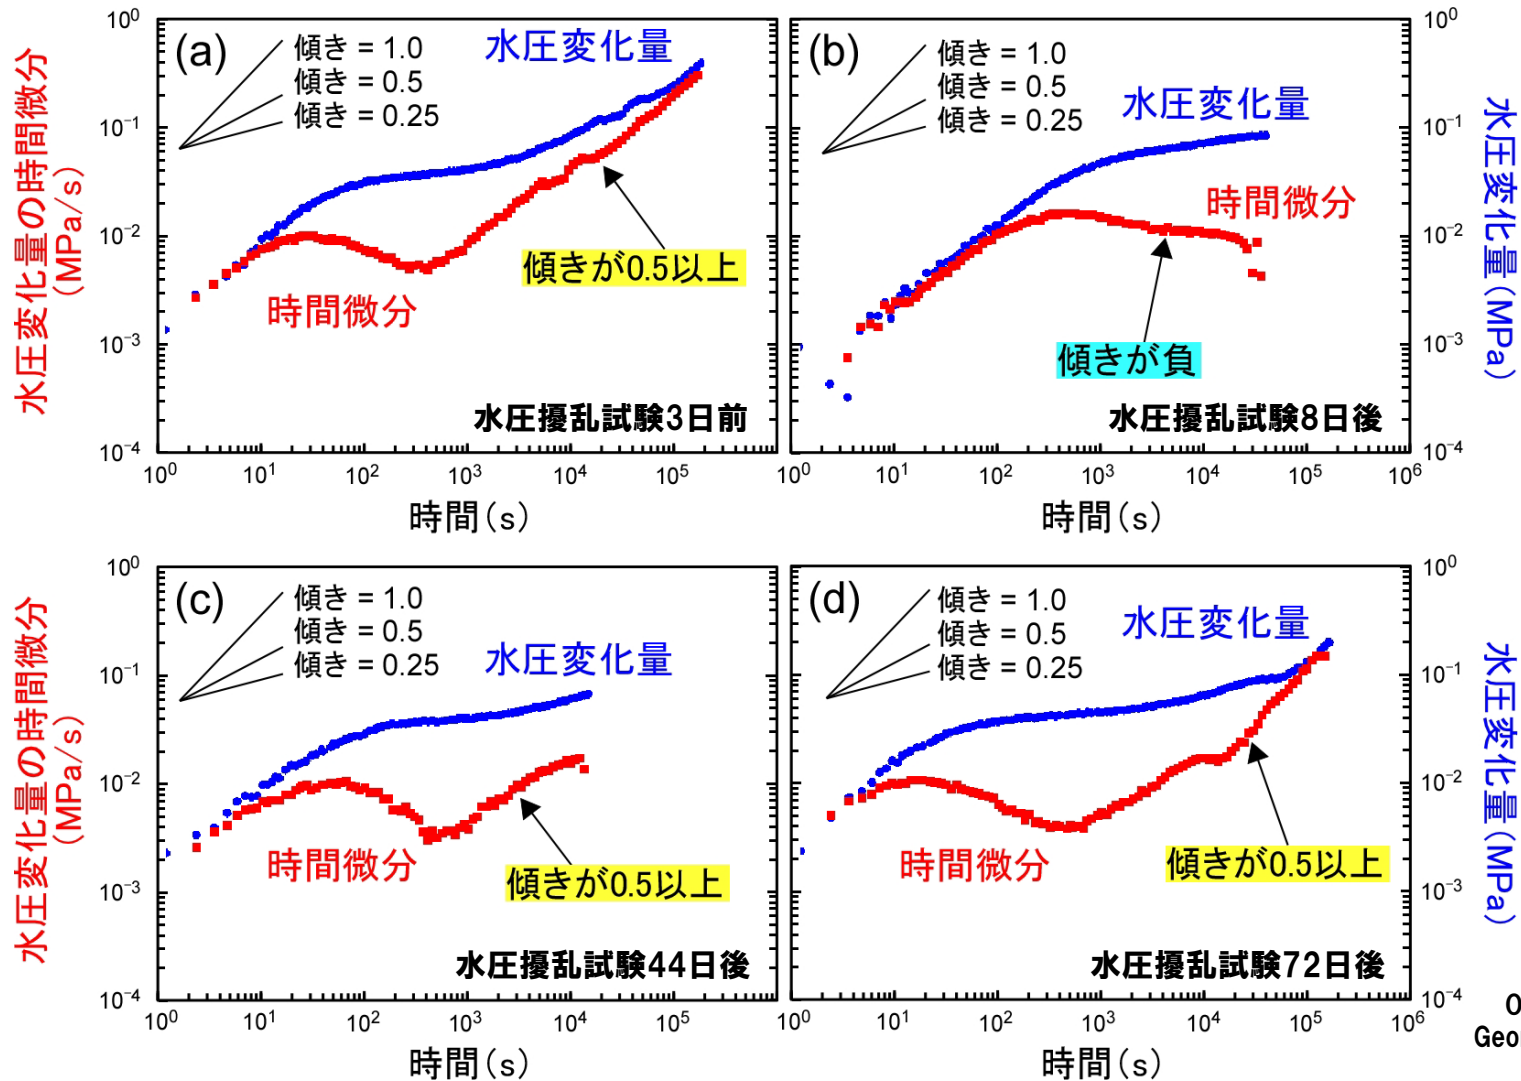 (a)
傾き = 1.0
傾き = 0.5
傾き = 0.25
水圧変化量
時間微分
傾きが0.5以上
水圧擾乱試験3日前
水圧変化量の時間微分
(MPa/s)
10⁰
10⁻¹
10⁻²
10⁻³
10⁻⁴
10⁰ 10¹ 10² 10³ 10⁴ 10⁵
時間(s)
(b)
傾き = 1.0
傾き = 0.5
傾き = 0.25
水圧変化量
時間微分
傾きが負
水圧擾乱試験8日後
10⁰
10⁻¹
10⁻²
10⁻³
10⁻⁴
水圧変化量(MPa)
10⁰ 10¹ 10² 10³ 10⁴ 10⁵ 10⁶
時間(s)
(c)
傾き = 1.0
傾き = 0.5
傾き = 0.25
水圧変化量
時間微分
傾きが0.5以上
水圧擾乱試験44日後
水圧変化量の時間微分
(MPa/s)
10⁰
10⁻¹
10⁻²
10⁻³
10⁻⁴
10⁰ 10¹ 10² 10³ 10⁴ 10⁵
時間(s)
(d)
傾き = 1.0
傾き = 0.5
傾き = 0.25
水圧変化量
時間微分
傾きが0.5以上
水圧擾乱試験72日後
10⁰
10⁻¹
10⁻²
10⁻³
10⁻⁴
水圧変化量(MPa)
10⁰ 10¹ 10² 10³ 10⁴ 10⁵ 10⁶
時間(s)